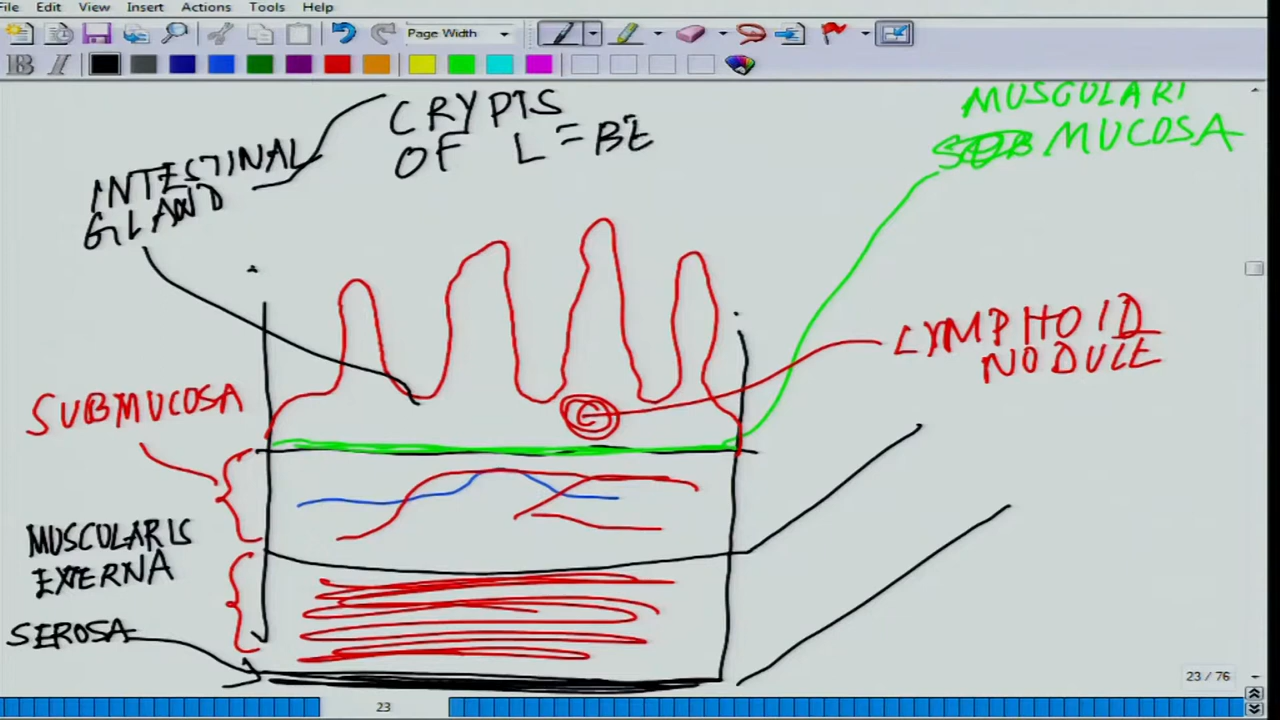 File Edit View Insert Actions Tools Help
Page Width
B I
CRYPTS
OF L = BE
INTESTINAL
GLAND
MUSCULARI
SUB MUCOSA
LYMPHOID
NODULE
SUBMUCOSA
MUSCULARIS
EXTERNA
SEROSA
23 / 76
23